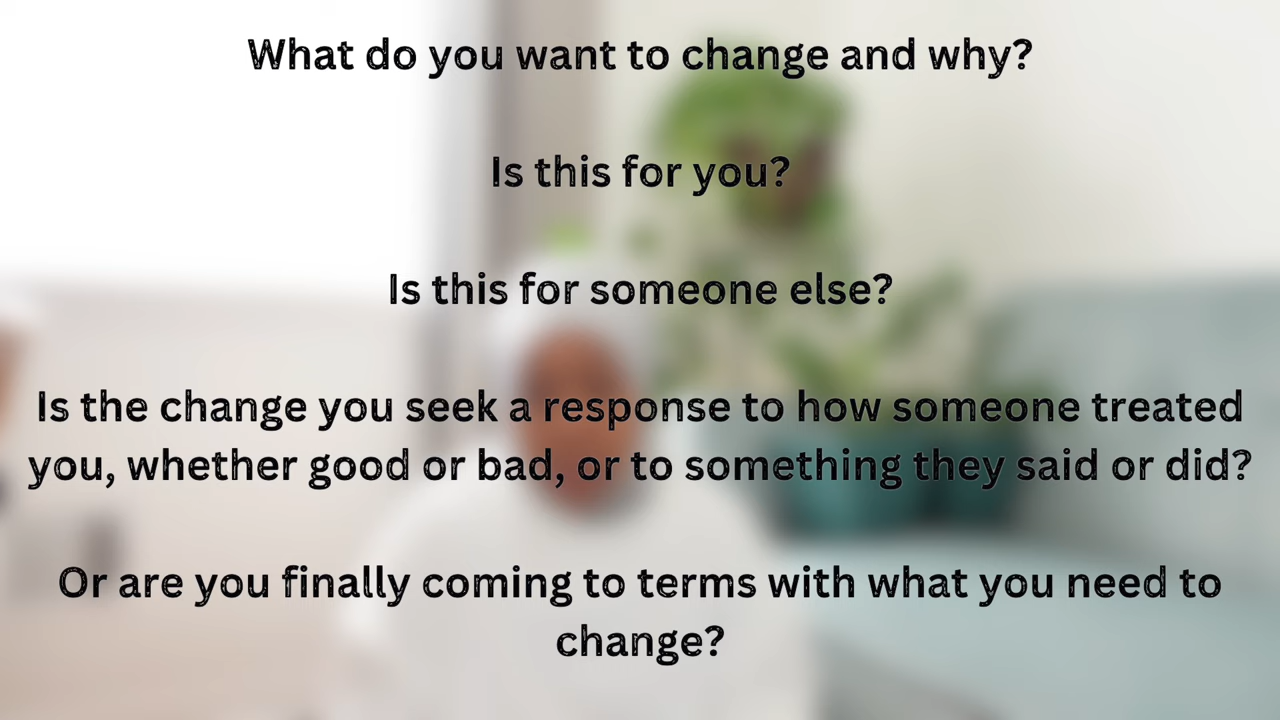 What do you want to change and why?
Is this for you?
Is this for someone else?
Is the change you seek a response to how someone treated
you, whether good or bad, or to something they said or did?
Or are you finally coming to terms with what you need to
change?